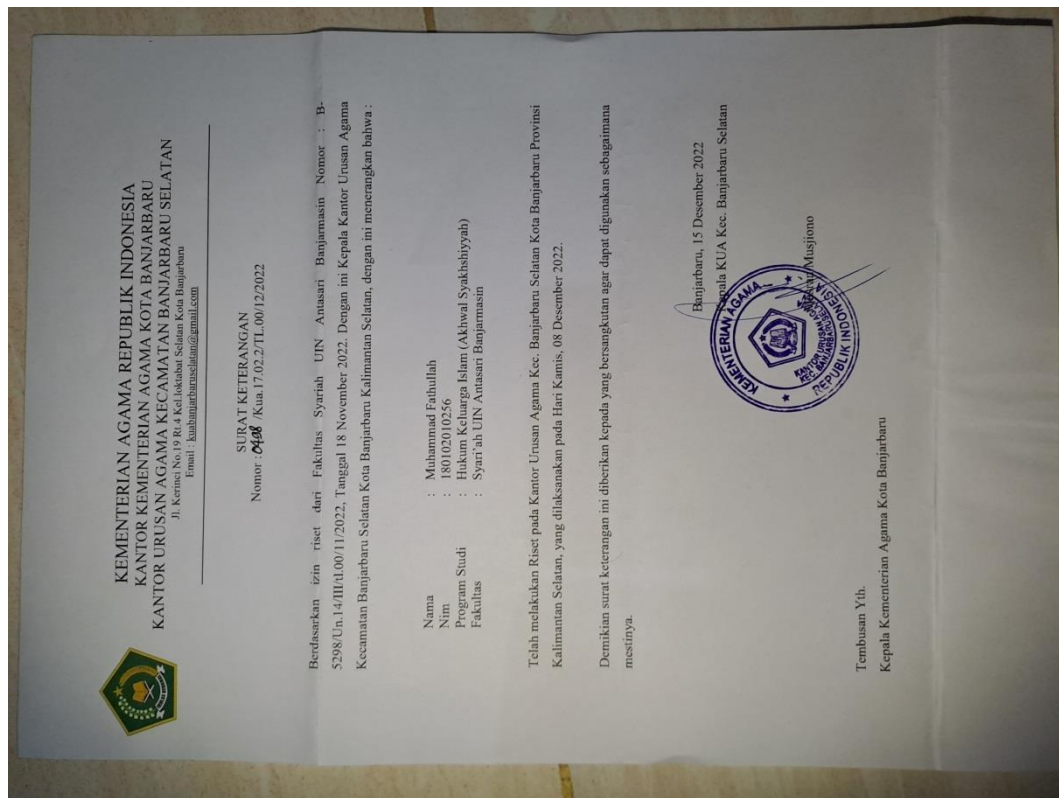 KEMENTERIAN AGAMA REPUBLIK INDONESIA
KANTOR KEMENTERIAN AGAMA KOTA BANJARBARU
KANTOR URUSAN AGAMA KECAMATAN BANJARBARU SELATAN
Jl. Kerinci No.19 Rt.4 Kel.loktabat Selatan Kota Banjarbaru
Email : kuabanjarbaruselatan@gmail.com
SURAT KETERANGAN
Nomor : /Kua.17.02.2/TL.00/12/2022
Berdasarkan izin riset dari Fakultas Syariah UIN Antasari Banjarmasin Nomor : B-
5298/Un.14/III/tl.00/11/2022, Tanggal 18 November 2022. Dengan ini Kepala Kantor Urusan Agama
Kecamatan Banjarbaru Selatan Kota Banjarbaru Kalimantan Selatan, dengan ini menerangkan bahwa :
Nama : Muhammad Fathullah
Nim : 180102010256
Program Studi : Hukum Keluarga Islam (Akhwal Syakhshiyyah)
Fakultas : Syari'ah UIN Antasari Banjarmasin
Telah melakukan Riset pada Kantor Urusan Agama Kec. Banjarbaru Selatan Kota Banjarbaru Provinsi
Kalimantan Selatan, yang dilaksanakan pada Hari Kamis, 08 Desember 2022.
Demikian surat keterangan ini diberikan kepada yang bersangkutan agar dapat digunakan sebagaimana
mestinya.
Banjarbaru, 15 Desember 2022
Kepala KUA Kec. Banjarbaru Selatan
KEMENTERIAN AGAMA
KANTOR URUSAN AGAMA
KEC. BANJARBARU SELATAN
REPUBLIK INDONESIA
Musjiono
Tembusan Yth.
Kepala Kementerian Agama Kota Banjarbaru